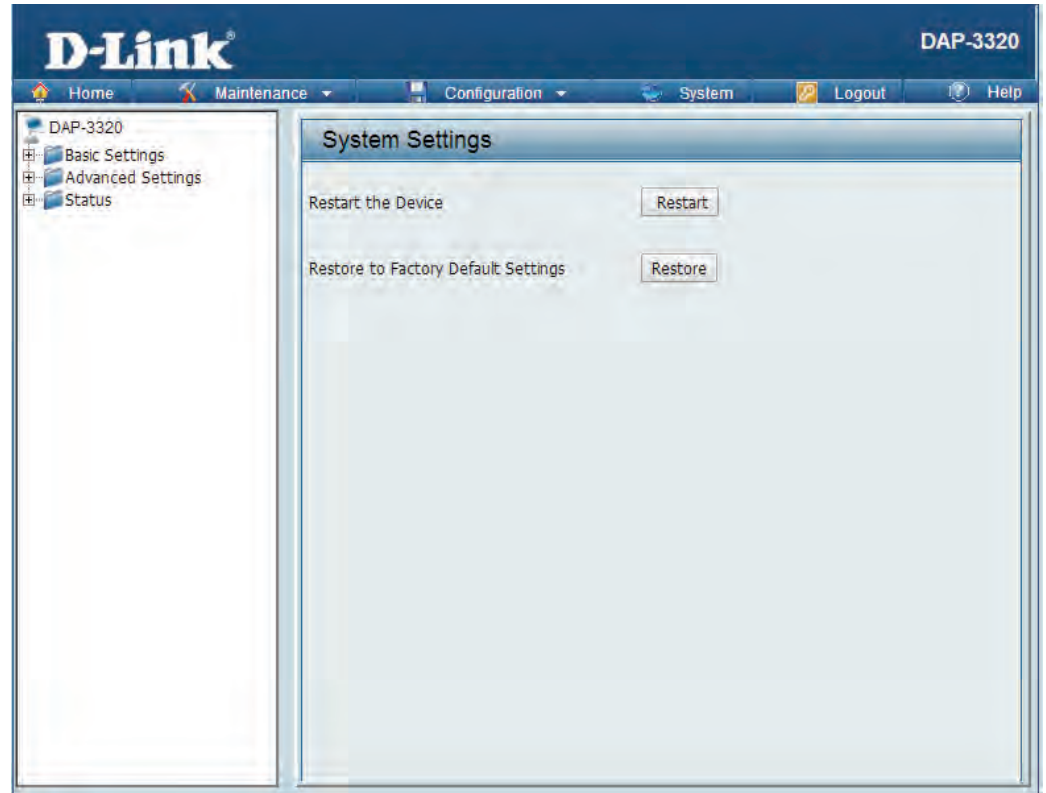 D-Link®
DAP-3320
Home Maintenance Configuration System Logout Help
DAP-3320
Basic Settings
Advanced Settings
Status
System Settings
Restart the Device Restart
Restore to Factory Default Settings Restore